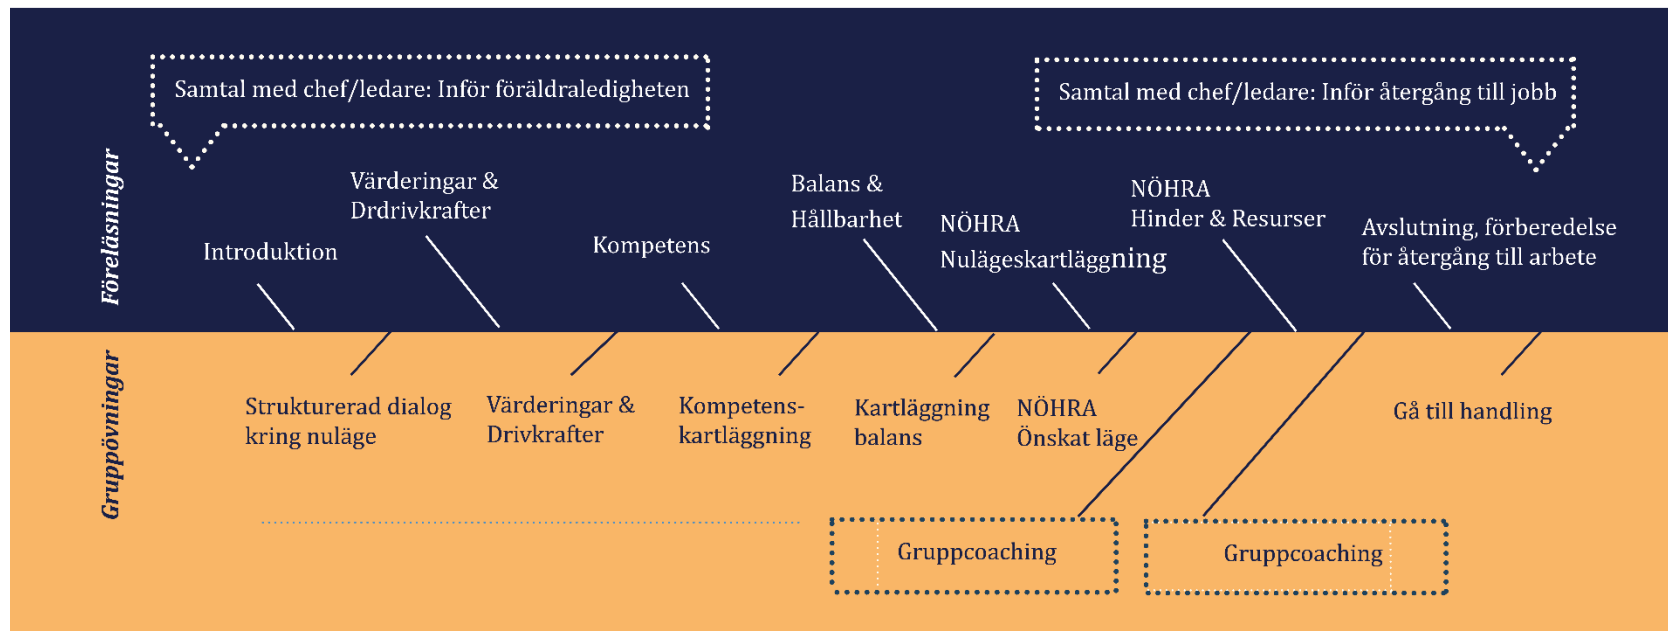 Samtal med chef/ledare: Inför föräldraledigheten
Samtal med chef/ledare: Inför återgång till jobb
Föreläsningar
Introduktion
Värderingar &
Drdrivkrafter
Kompetens
Balans &
Hållbarhet
NÖHRA
Nulägeskartläggning
NÖHRA
Hinder & Resurser
Avslutning, förberedelse
för återgång till arbete
Gruppövningar
Strukturerad dialog
kring nuläge
Värderingar &
Drivkrafter
Kompetens-
kartläggning
Kartläggning
balans
NÖHRA
Önskat läge
Gå till handling
Gruppcoaching
Gruppcoaching